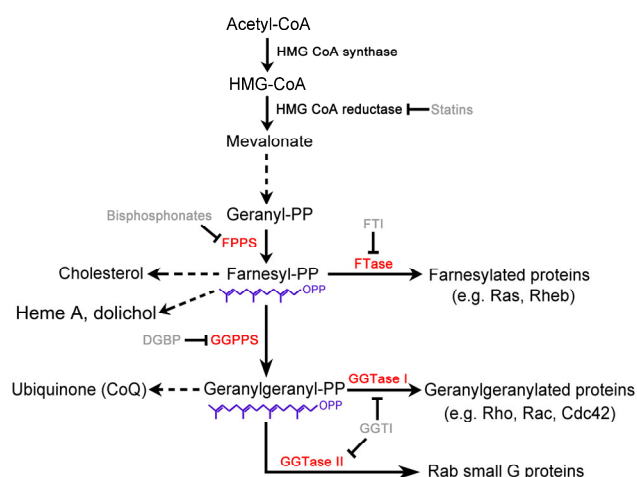 Acetyl-CoA
HMG CoA synthase
HMG-CoA
HMG CoA reductase
Statins
Mevalonate
Bisphosphonates
Geranyl-PP
FTI
FPPS
FTase
Cholesterol
Farnesyl-PP
Farnesylated proteins
(e.g. Ras, Rheb)
OPP
Heme A, dolichol
DGBP
GGPPS
GGTase I
Ubiquinone (CoQ)
Geranylgeranyl-PP
Geranylgeranylated proteins
(e.g. Rho, Rac, Cdc42)
OPP
GGTI
GGTase II
Rab small G proteins